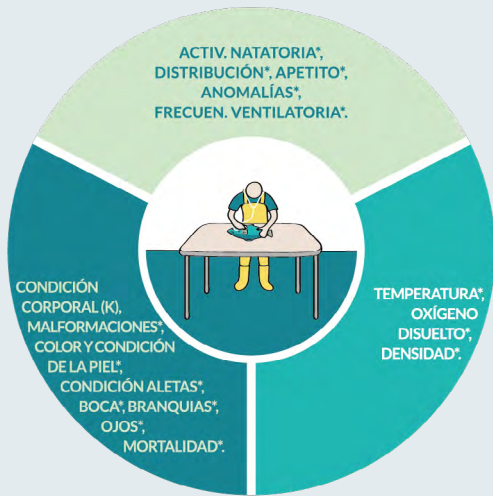 ACTIV. NATATORIA*,
DISTRIBUCIÓN*, APETITO*,
ANOMALÍAS*,
FRECUEN. VENTILATORIA*.
CONDICIÓN
CORPORAL (K),
MALFORMACIONES*,
COLOR Y CONDICIÓN
DE LA PIEL*,
CONDICIÓN ALETAS*,
BOCA*, BRANQUIAS*,
OJOS*,
MORTALIDAD*.
TEMPERATURA*,
OXÍGENO
DISUELTO*,
DENSIDAD*.